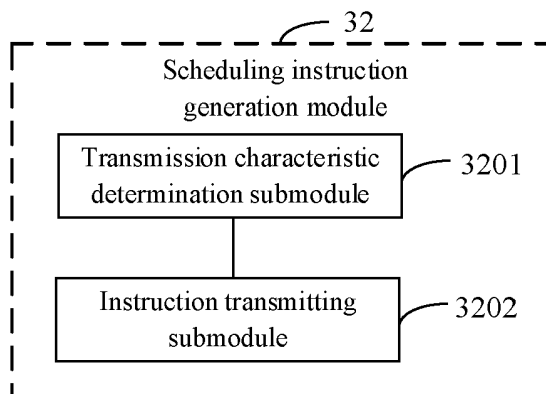 32
Scheduling instruction
generation module
Transmission characteristic
determination submodule
3201
Instruction transmitting
submodule
3202